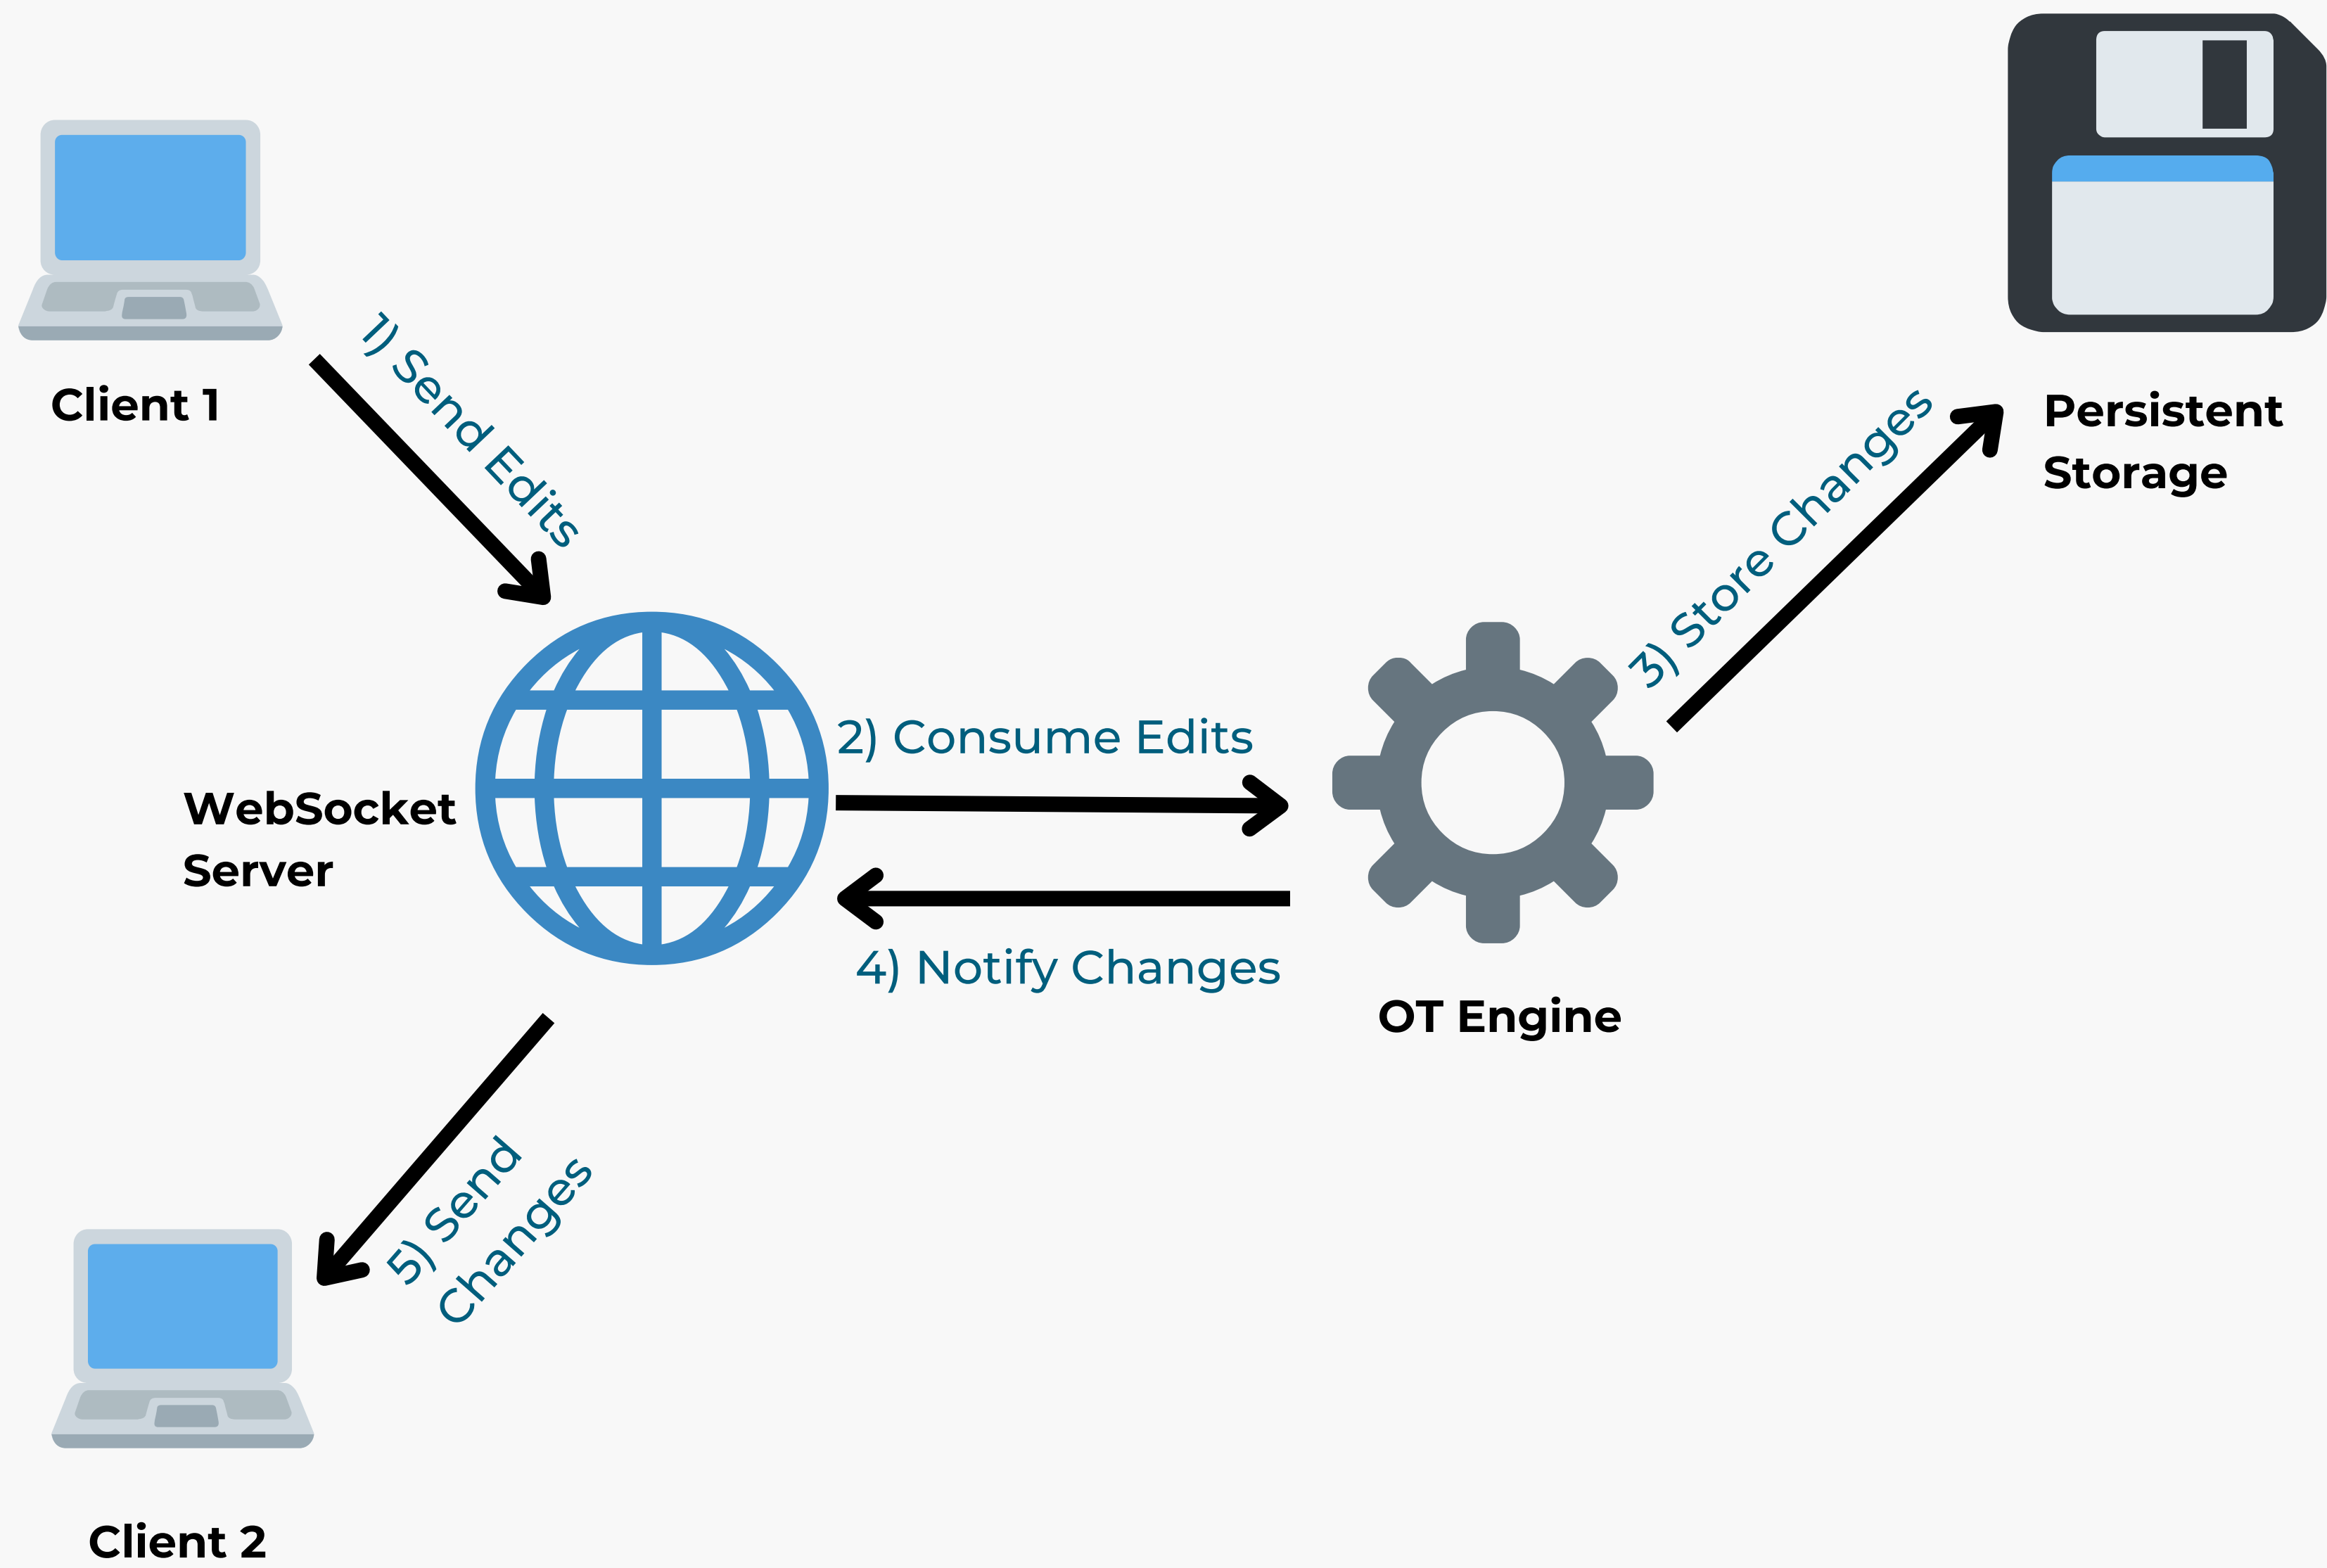 Client 1
1) Send Edits
Persistent
Storage
3) Store Changes
WebSocket
Server
2) Consume Edits
4) Notify Changes
OT Engine
5) Send
Changes
Client 2